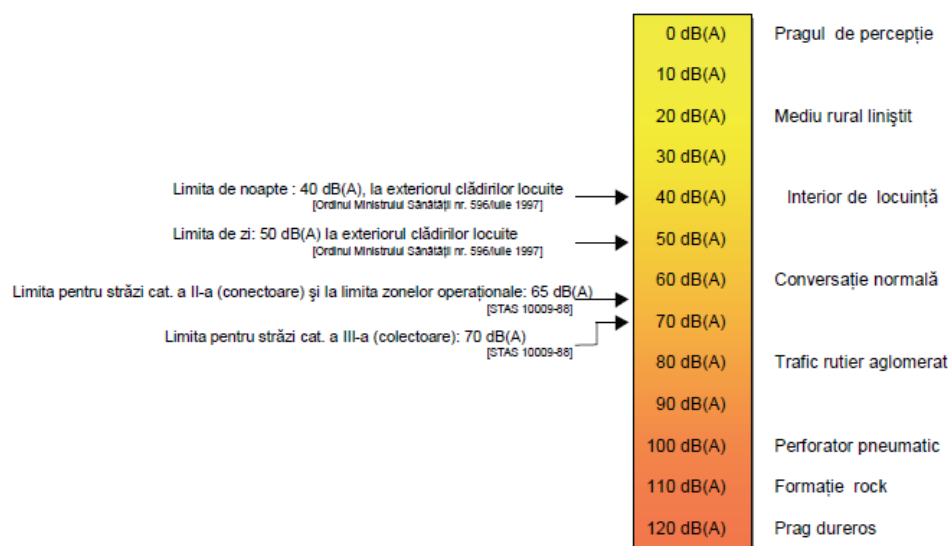 0 dB(A) Pragul de percepție
10 dB(A)
20 dB(A) Mediu rural liniştit
30 dB(A)
Limita de noapte : 40 dB(A), la exteriorul clădirilor locuite
[Ordinul Ministrului Sănătăţii nr. 596/iulie 1997]
40 dB(A) Interior de locuință
Limita de zi: 50 dB(A) la exteriorul clădirilor locuite
[Ordinul Ministrului Sănătăţii nr. 596/iulie 1997]
50 dB(A)
60 dB(A) Conversație normală
Limita pentru străzi cat. a II-a (conectoare) şi la limita zonelor operaționale: 65 dB(A)
[STAS 10009-88]
70 dB(A)
Limita pentru străzi cat. a III-a (colectoare): 70 dB(A)
[STAS 10009-88]
80 dB(A) Trafic rutier aglomerat
90 dB(A)
100 dB(A) Perforator pneumatic
110 dB(A) Formație rock
120 dB(A) Prag dureros